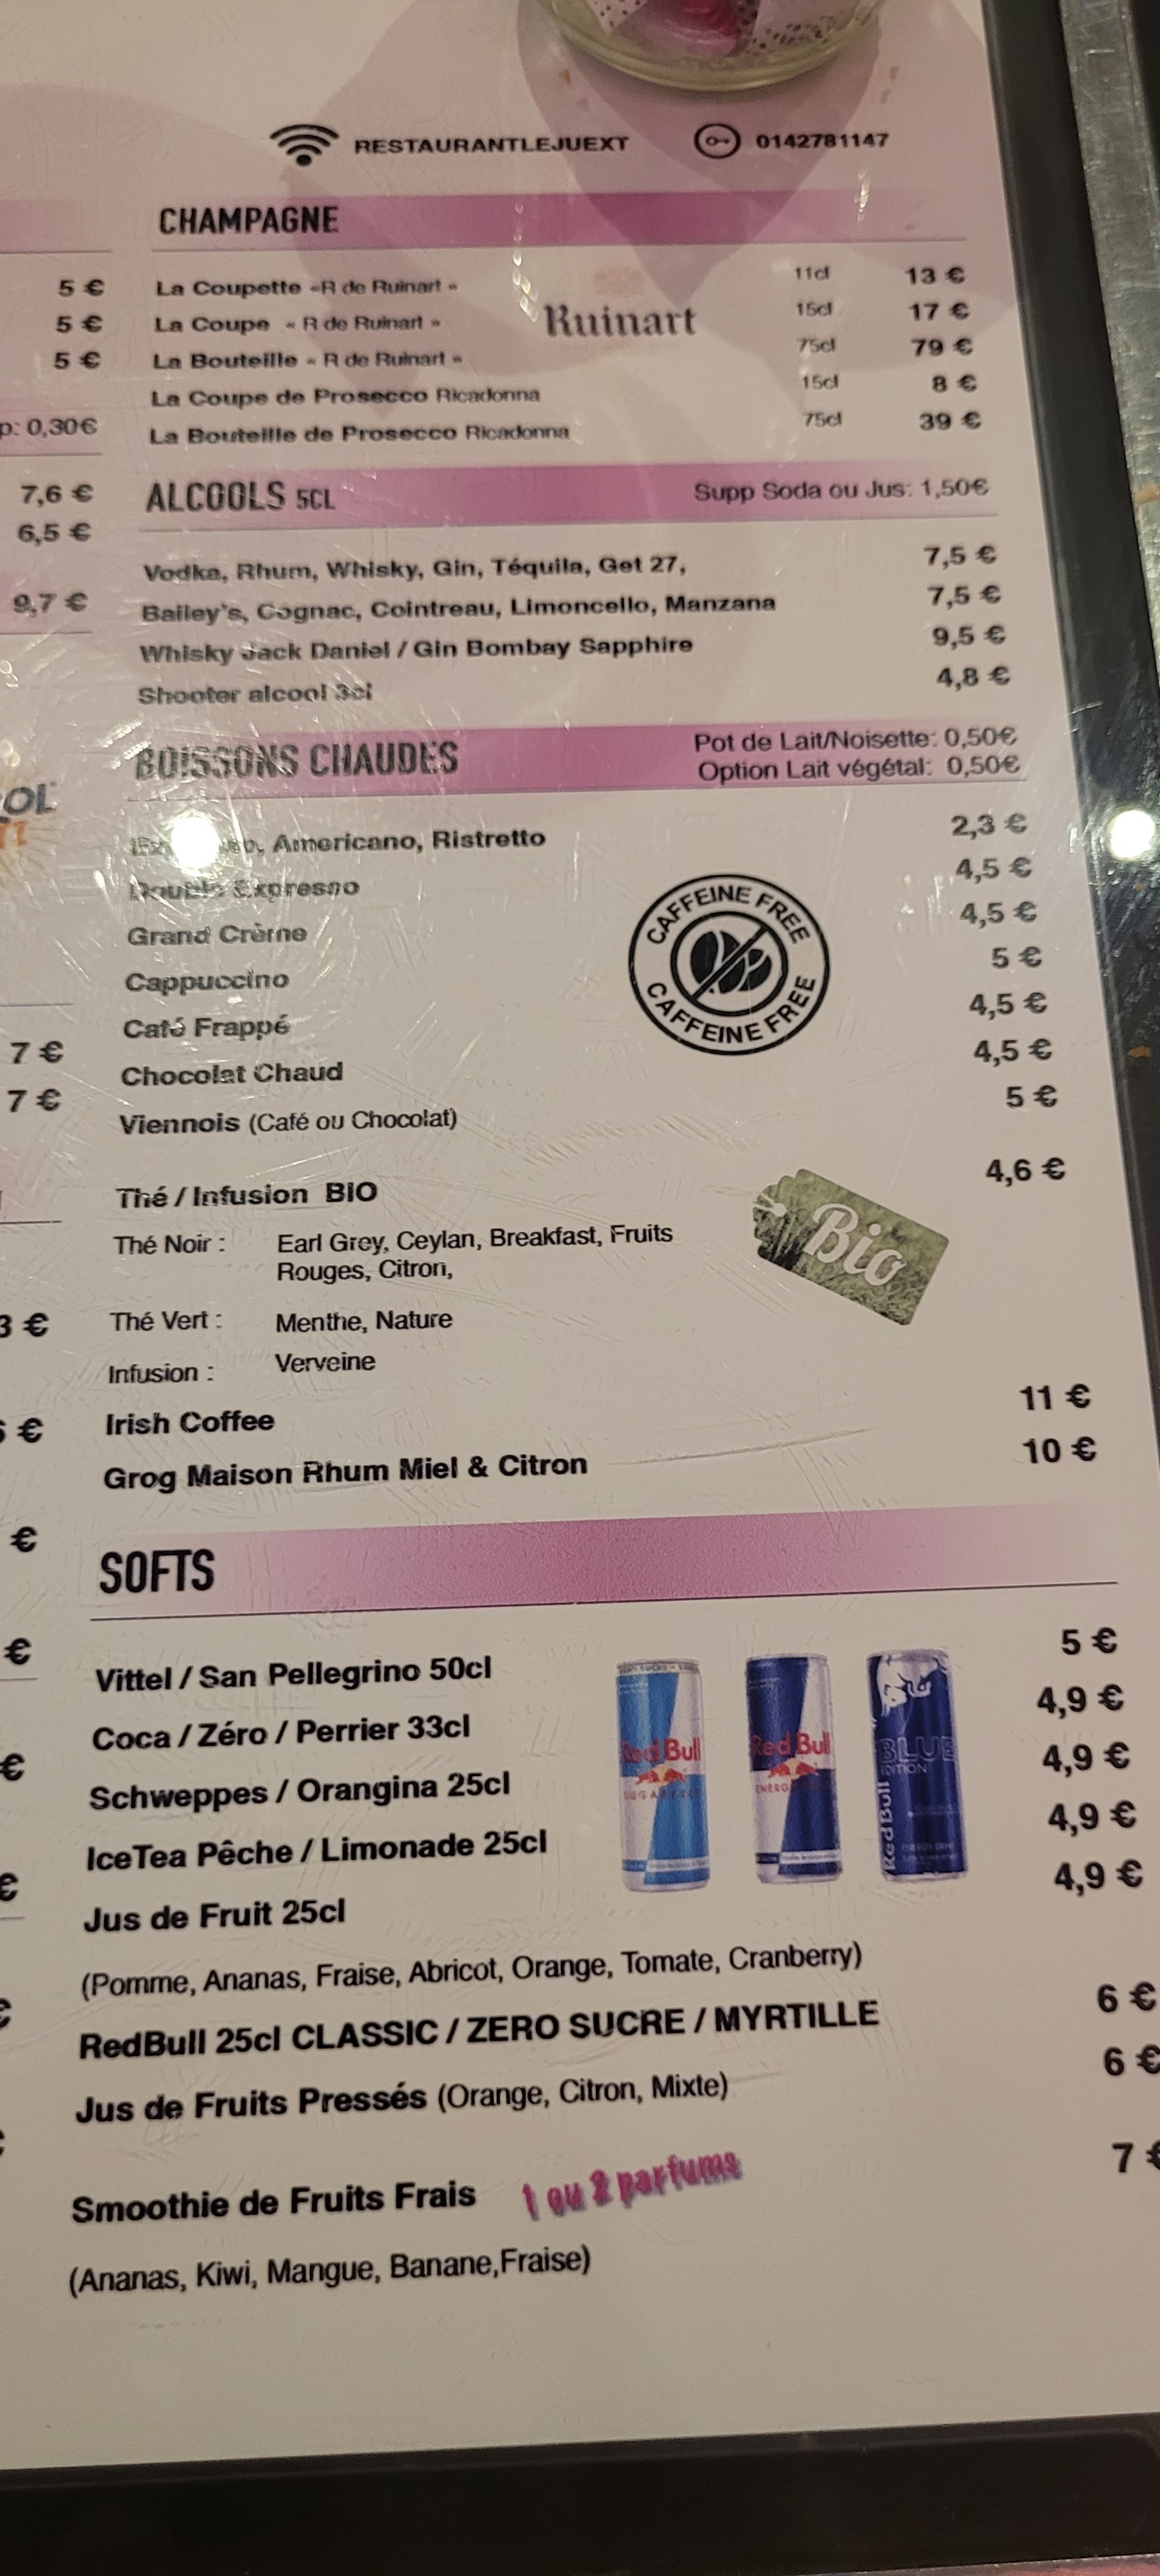 RESTAURANTLEJUEXT 0142781147
CHAMPAGNE
5 € La Coupette «R de Ruinart » 11cl 13 €
5 € La Coupe « R de Ruinart » 15cl 17 €
Ruinart
5 € La Bouteille « R de Ruinart » 75cl 79 €
La Coupe de Prosecco Ricadonna 15cl 8 €
p: 0,30€ La Bouteille de Prosecco Ricadonna 75cl 39 €
7,6 € ALCOOLS 5CL Supp Soda ou Jus: 1,50€
6,5 €
Vodka, Rhum, Whisky, Gin, Téquila, Get 27, 7,5 €
9,7 € Bailey's, Cognac, Cointreau, Limoncello, Manzana 7,5 €
Whisky Jack Daniel / Gin Bombay Sapphire 9,5 €
Shooter alcool 3cl 4,8 €
BOISSONS CHAUDES Pot de Lait/Noisette: 0,50€
Option Lait végétal: 0,50€
OL
Americano, Ristretto 2,3 €
Double Expresso 4,5 €
Grand Crème 4,5 €
CAFFEINE FREE
CAFFEINE FREE
Cappuccino 5 €
Café Frappé 4,5 €
7 € Chocolat Chaud 4,5 €
7 € Viennois (Café ou Chocolat) 5 €
Thé / Infusion BIO 4,6 €
Bio
Thé Noir : Earl Grey, Ceylan, Breakfast, Fruits
Rouges, Citron,
3 € Thé Vert : Menthe, Nature
Infusion : Verveine
€ Irish Coffee 11 €
Grog Maison Rhum Miel & Citron 10 €
€
SOFTS
€
Vittel / San Pellegrino 50cl 5 €
Coca / Zéro / Perrier 33cl 4,9 €
Red Bull Red Bull BLUE
EDITION
RedBull
€ Schweppes / Orangina 25cl 4,9 €
IceTea Pêche / Limonade 25cl 4,9 €
€ Jus de Fruit 25cl 4,9 €
(Pomme, Ananas, Fraise, Abricot, Orange, Tomate, Cranberry)
€ RedBull 25cl CLASSIC / ZERO SUCRE / MYRTILLE 6 €
Jus de Fruits Pressés (Orange, Citron, Mixte) 6 €
Smoothie de Fruits Frais 1 ou 2 parfums 7 €
(Ananas, Kiwi, Mangue, Banane,Fraise)